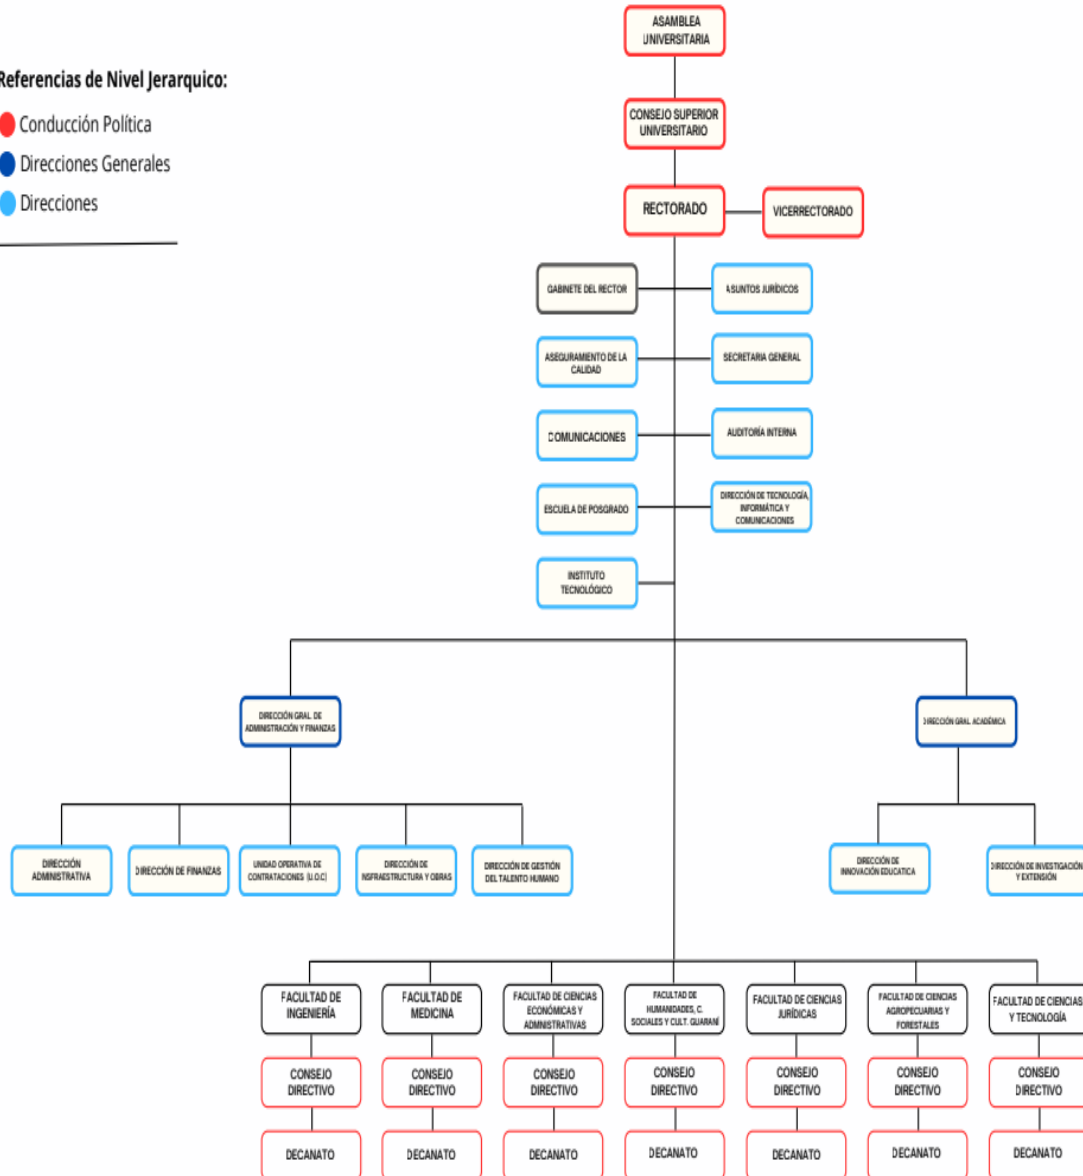 ASAMBLEA
UNIVERSITARIA
Referencias de Nivel Jerarquico:
Conducción Política
Direcciones Generales
Direcciones
CONSEJO SUPERIOR
UNIVERSITARIO
RECTORADO
VICERRECTORADO
GABINETE DEL RECTOR
ASUNTOS JURÍDICOS
ASEGURAMIENTO DE LA
CALIDAD
SECRETARIA GENERAL
COMUNICACIONES
AUDITORÍA INTERNA
ESCUELA DE POSGRADO
DIRECCIÓN DE TECNOLOGÍA,
INFORMÁTICA Y
COMUNICACIONES
INSTITUTO
TECNOLÓGICO
DIRECCIÓN GRAL. DE
ADMINISTRACIÓN Y FINANZAS
DIRECCIÓN GRAL. ACADÉMICA
DIRECCIÓN
ADMINISTRATIVA
DIRECCIÓN DE FINANZAS
UNIDAD OPERATIVA DE
CONTRATACIONES (U.O.C)
DIRECCIÓN DE
INSFRAESTRUCTURA Y OBRAS
DIRECCIÓN DE GESTIÓN
DEL TALENTO HUMANO
DIRECCIÓN DE
INNOVACIÓN EDUCATICA
DIRECCIÓN DE INVESTIGACIÓN
Y EXTENSIÓN
FACULTAD DE
INGENIERÍA
FACULTAD DE
MEDICINA
FACULTAD DE CIENCIAS
ECONÓMICAS Y
ADMINISTRATIVAS
FACULTAD DE
HUMANIDADES, C.
SOCIALES Y CULT. GUARANÍ
FACULTAD DE CIENCIAS
JURÍDICAS
FACULTAD DE CIENCIAS
AGROPECUARIAS Y
FORESTALES
FACULTAD DE CIENCIAS
Y TECNOLOGÍA
CONSEJO
DIRECTIVO
CONSEJO
DIRECTIVO
CONSEJO
DIRECTIVO
CONSEJO
DIRECTIVO
CONSEJO
DIRECTIVO
CONSEJO
DIRECTIVO
CONSEJO
DIRECTIVO
DECANATO
DECANATO
DECANATO
DECANATO
DECANATO
DECANATO
DECANATO